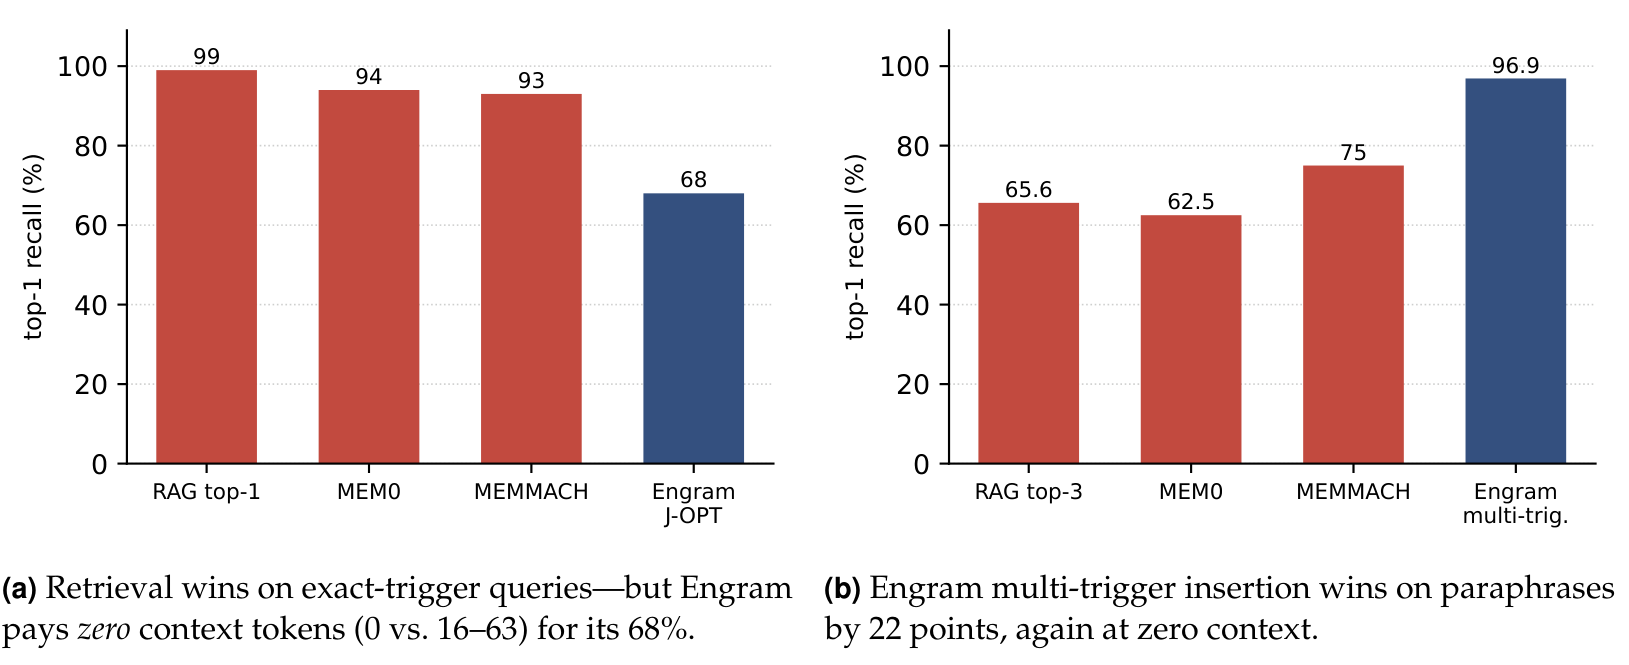 top-1 recall (%)
100
80
60
40
20
0
99
94
93
68
RAG top-1
MEM0
MEMMACH
Engram
J-OPT
(a) Retrieval wins on exact-trigger queries—but Engram
pays zero context tokens (0 vs. 16–63) for its 68%.
top-1 recall (%)
100
80
60
40
20
0
65.6
62.5
75
96.9
RAG top-3
MEM0
MEMMACH
Engram
multi-trig.
(b) Engram multi-trigger insertion wins on paraphrases
by 22 points, again at zero context.